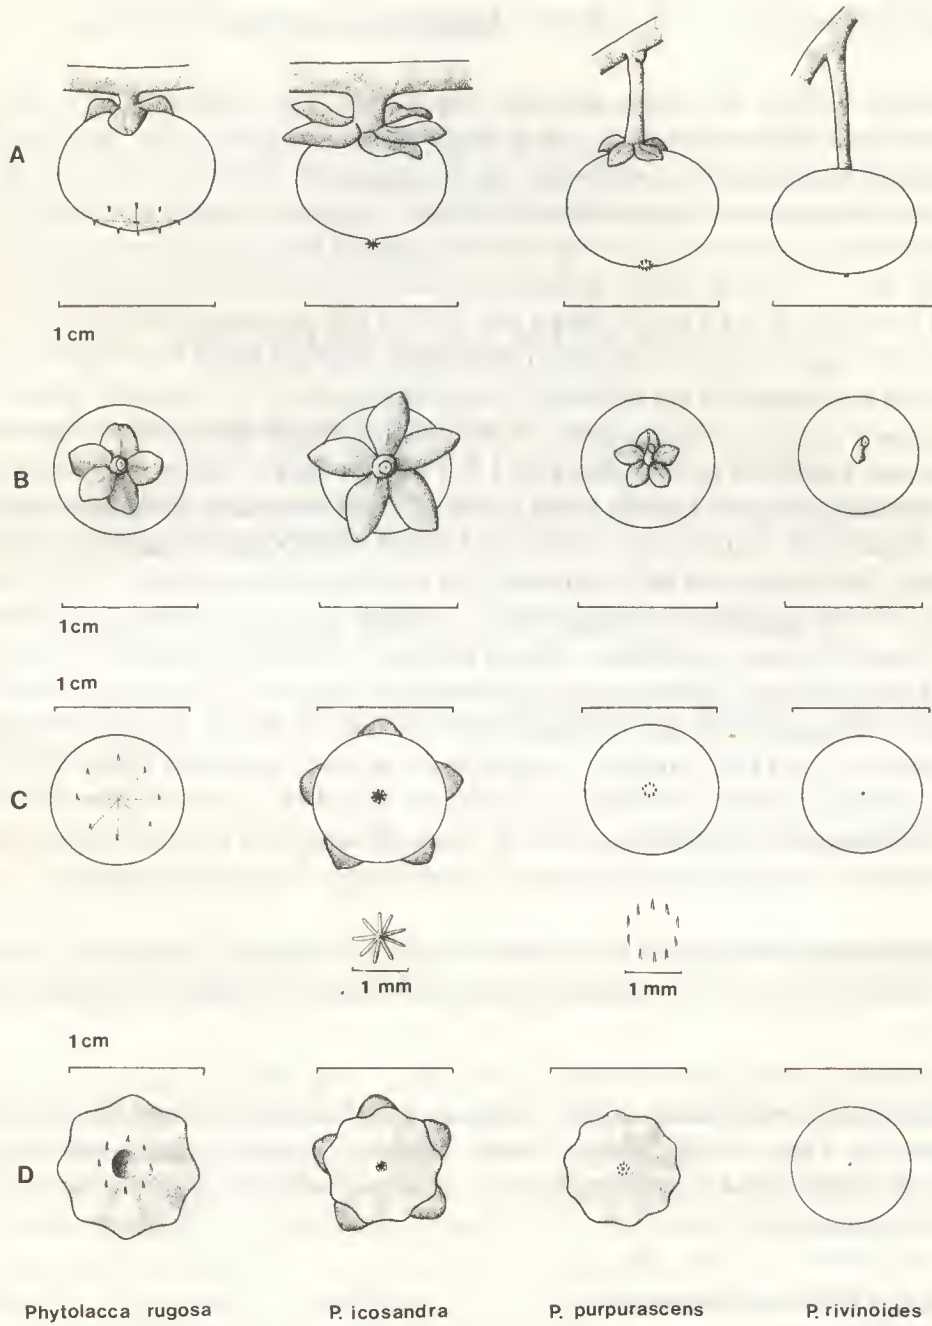 A
1 cm
B
1 cm
1 cm
C
1 mm 1 mm
1 cm
D
Phytolacca rugosa P. icosandra P. purpurascens P. rivinoides